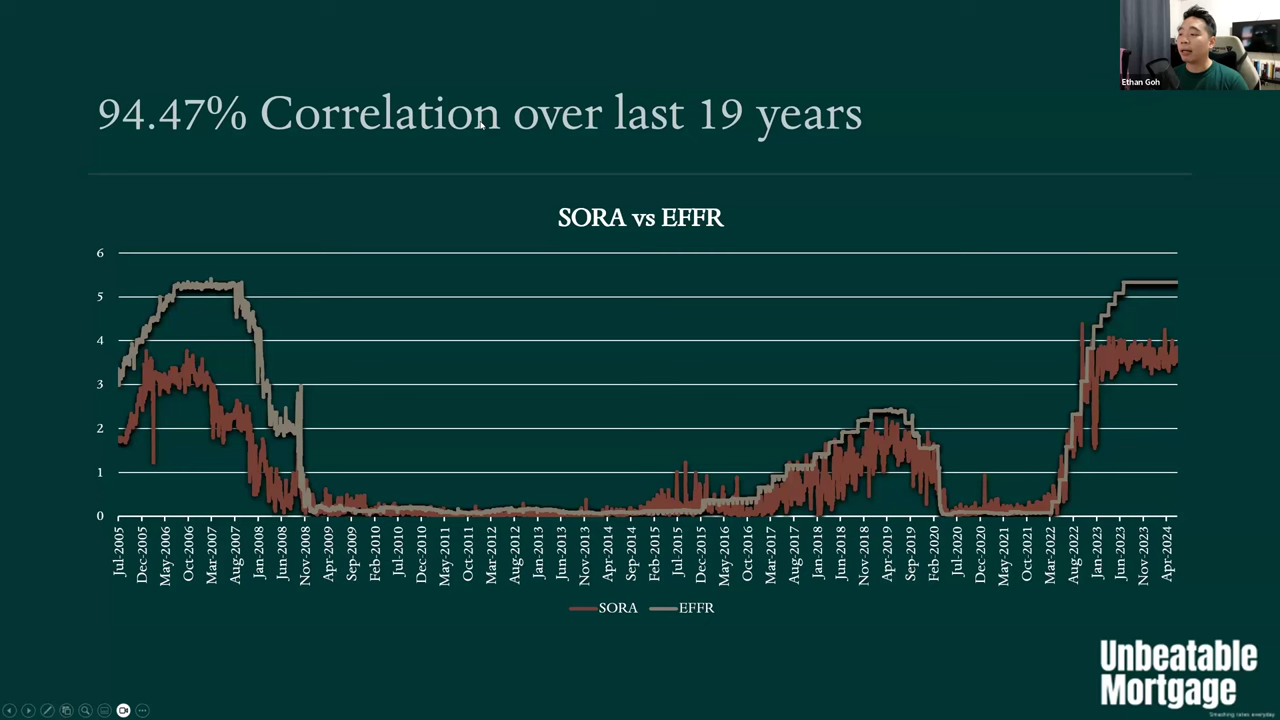 Ethan Goh
94.47% Correlation over last 19 years
SORA vs EFFR
6
5
4
3
2
1
0
Jul-2005 Dec-2005 May-2006 Oct-2006 Mar-2007 Aug-2007 Jan-2008 Jun-2008 Nov-2008 Apr-2009 Sep-2009 Feb-2010 Jul-2010 Dec-2010 May-2011 Oct-2011 Mar-2012 Aug-2012 Jan-2013 Jun-2013 Nov-2013 Apr-2014 Sep-2014 Feb-2015 Jul-2015 Dec-2015 May-2016 Oct-2016 Mar-2017 Aug-2017 Jan-2018 Jun-2018 Nov-2018 Apr-2019 Sep-2019 Feb-2020 Jul-2020 Dec-2020 May-2021 Oct-2021 Mar-2022 Aug-2022 Jan-2023 Jun-2023 Nov-2023 Apr-2024
SORA EFFR
Unbeatable
Mortgage
Smashing rates everyday.